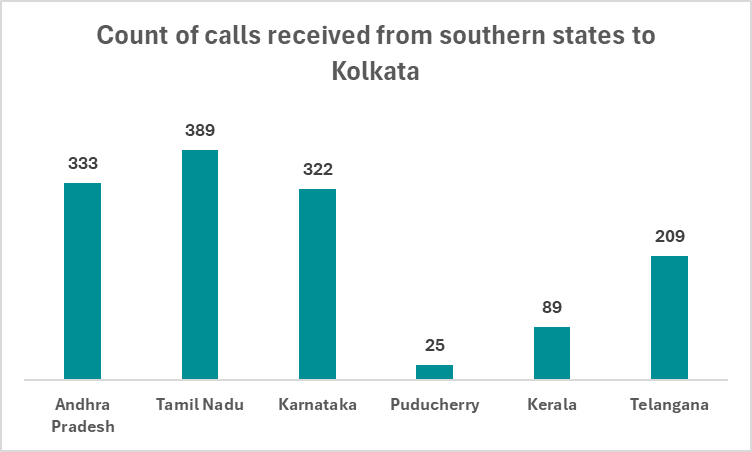 Count of calls received from southern states to
Kolkata
333
389
322
25
89
209
Andhra
Pradesh
Tamil Nadu
Karnataka
Puducherry
Kerala
Telangana